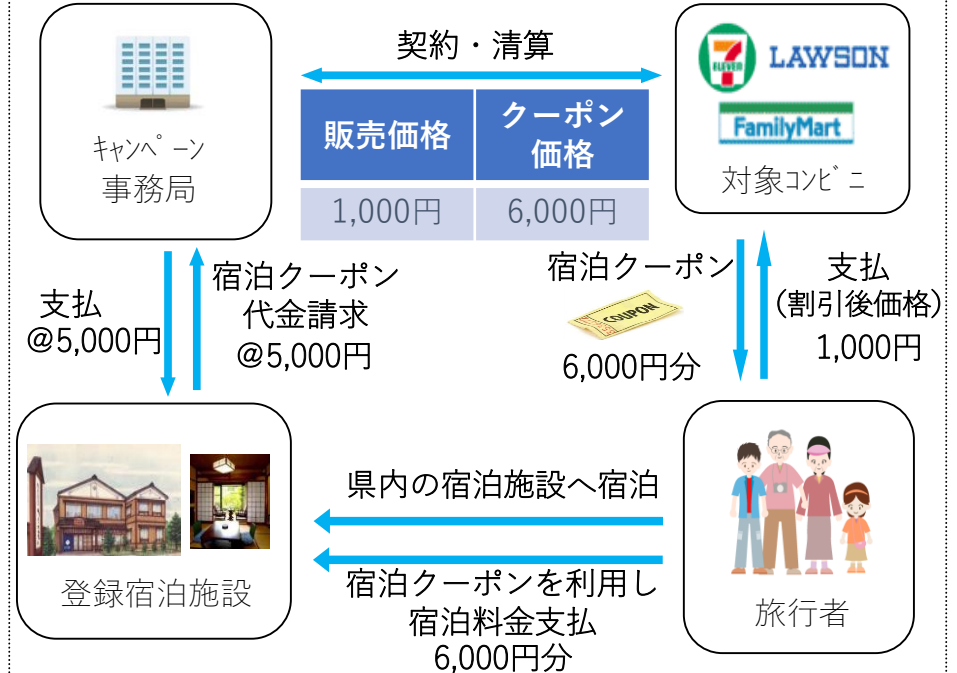 契約・清算
販売価格
クーポン
価格
1,000円
6,000円
ｷｬﾝﾍﾟｰﾝ
事務局
7
ELEVEN
LAWSON
FamilyMart
対象ｺﾝﾋﾞﾆ
支払
@5,000円
宿泊クーポン
代金請求
@5,000円
宿泊クーポン
COUPON
6,000円分
支払
(割引後価格)
1,000円
登録宿泊施設
県内の宿泊施設へ宿泊
宿泊クーポンを利用し
宿泊料金支払
6,000円分
旅行者